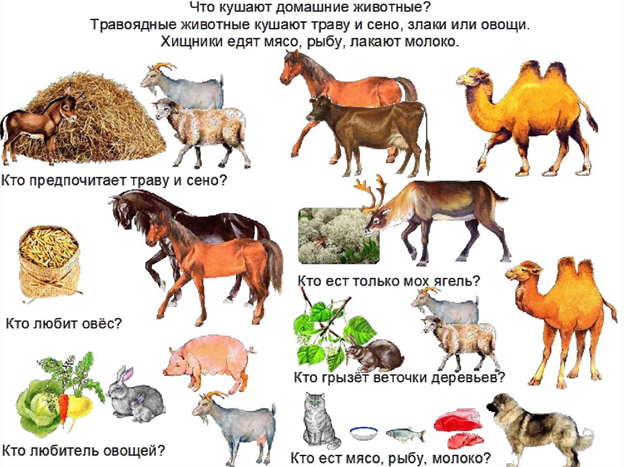 Что кушают домашние животные?
Травоядные животные кушают траву и сено, злаки или овощи.
Хищники едят мясо, рыбу, лакают молоко.
Кто предпочитает траву и сено?
Кто ест только мох ягель?
Кто любит овёс?
Кто грызёт веточки деревьев?
Кто любитель овощей?
Кто ест мясо, рыбу, молоко?